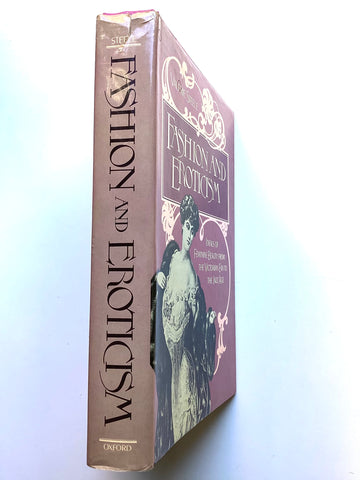 STEELE
FASHION AND EROTICISM
OXFORD
FASHION AND
EROTICISM
IDEALS OF
FEMININE BEAUTY FROM
THE VICTORIAN ERA TO
THE JAZZ AGE